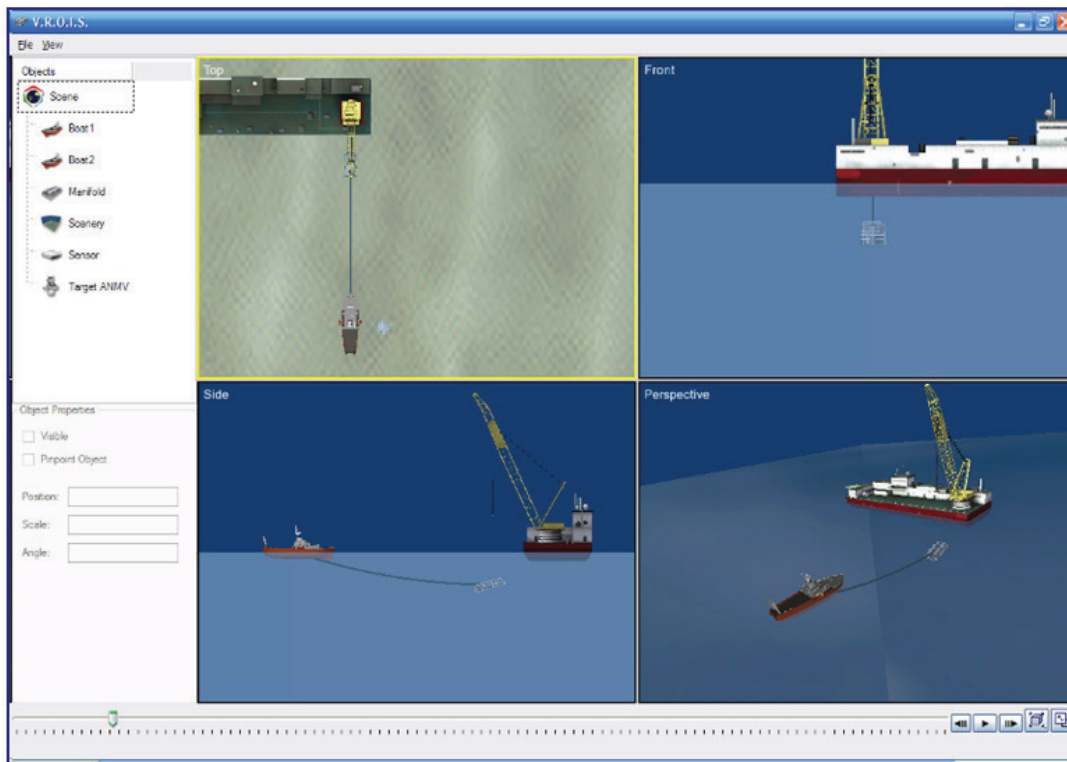 V.R.O.I.S.
File View
Objects
Scene
Boat1
Boat2
Manifold
Scenery
Sensor
Target ANMV
Object Properties
Visible
Pinpoint Object
Position:
Scale:
Angle:
Top
Front
Side
Perspective